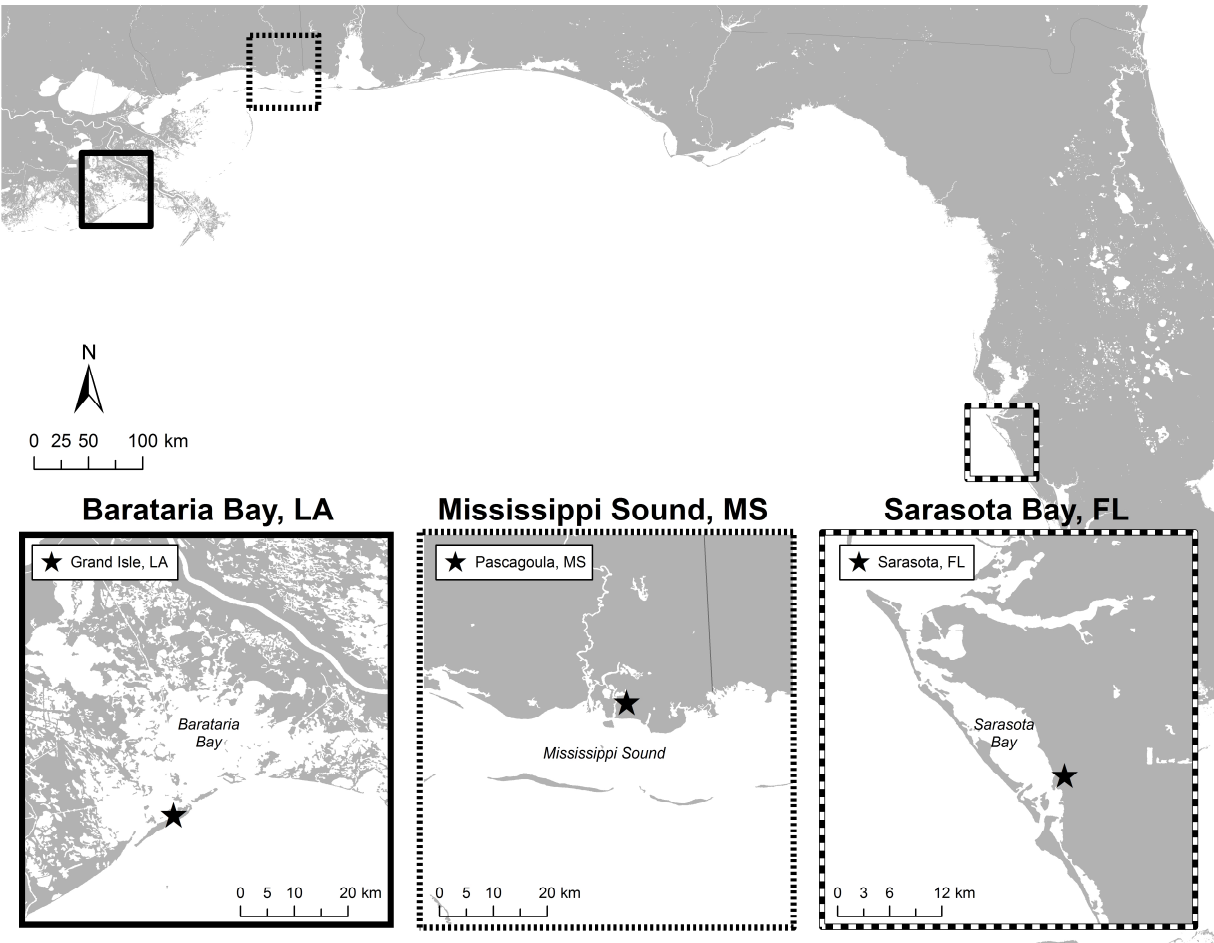 N
0 25 50 100 km
Barataria Bay, LA
Mississippi Sound, MS
Sarasota Bay, FL
Grand Isle, LA
Pascagoula, MS
Sarasota, FL
Barataria
Bay
Mississippi Sound
Sarasota
Bay
0 5 10 20 km
0 5 10 20 km
0 3 6 12 km